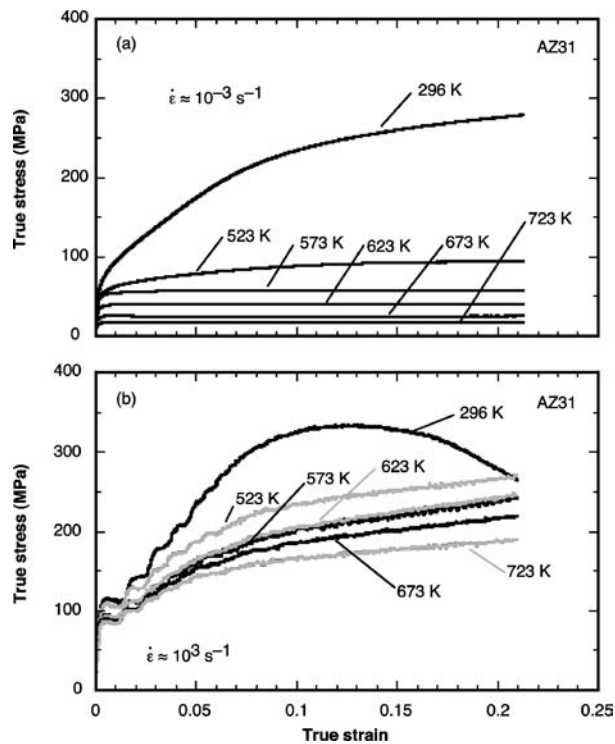 400
(a)
AZ31
ε̇ ≈ 10⁻³ s⁻¹
296 K
300
True stress (MPa)
200
523 K
573 K
623 K
673 K
723 K
100
0
400
(b)
AZ31
296 K
300
True stress (MPa)
523 K
573 K
623 K
200
100
673 K
723 K
ε̇ ≈ 10³ s⁻¹
0
0 0.05 0.1 0.15 0.2 0.25
True strain